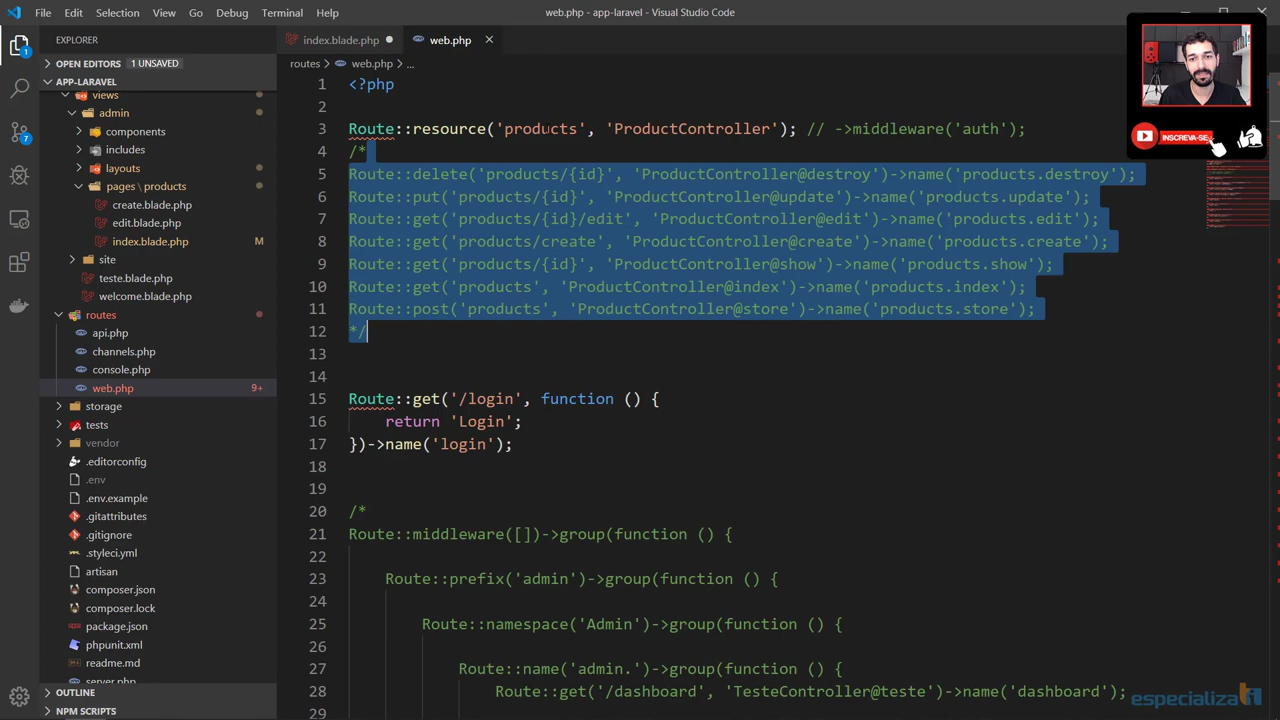 File Edit Selection View Go Debug Terminal Help
web.php - app-laravel - Visual Studio Code
EXPLORER
index.blade.php
web.php
OPEN EDITORS 1 UNSAVED
APP-LARAVEL
views
admin
components
includes
layouts
pages \ products
create.blade.php
edit.blade.php
index.blade.php M
site
teste.blade.php
welcome.blade.php
routes
api.php
channels.php
console.php
web.php 9+
storage
tests
vendor
.editorconfig
.env
.env.example
.gitattributes
.gitignore
.styleci.yml
artisan
composer.json
composer.lock
package.json
phpunit.xml
readme.md
server.php
OUTLINE
NPM SCRIPTS
1
routes > web.php > ...
1 <?php
2
3 Route::resource('products', 'ProductController'); // ->middleware('auth');
4 /*
5 Route::delete('products/{id}', 'ProductController@destroy')->name('products.destroy');
6 Route::put('products/{id}', 'ProductController@update')->name('products.update');
7 Route::get('products/{id}/edit', 'ProductController@edit')->name('products.edit');
8 Route::get('products/create', 'ProductController@create')->name('products.create');
9 Route::get('products/{id}', 'ProductController@show')->name('products.show');
10 Route::get('products', 'ProductController@index')->name('products.index');
11 Route::post('products', 'ProductController@store')->name('products.store');
12 */
13
14
15 Route::get('/login', function () {
16 return 'Login';
17 })->name('login');
18
19
20 /*
21 Route::middleware([])->group(function () {
22
23 Route::prefix('admin')->group(function () {
24
25 Route::namespace('Admin')->group(function () {
26
27 Route::name('admin.')->group(function () {
28 Route::get('/dashboard', 'TesteController@teste')->name('dashboard');
29
INSCREVA-SE
especializati